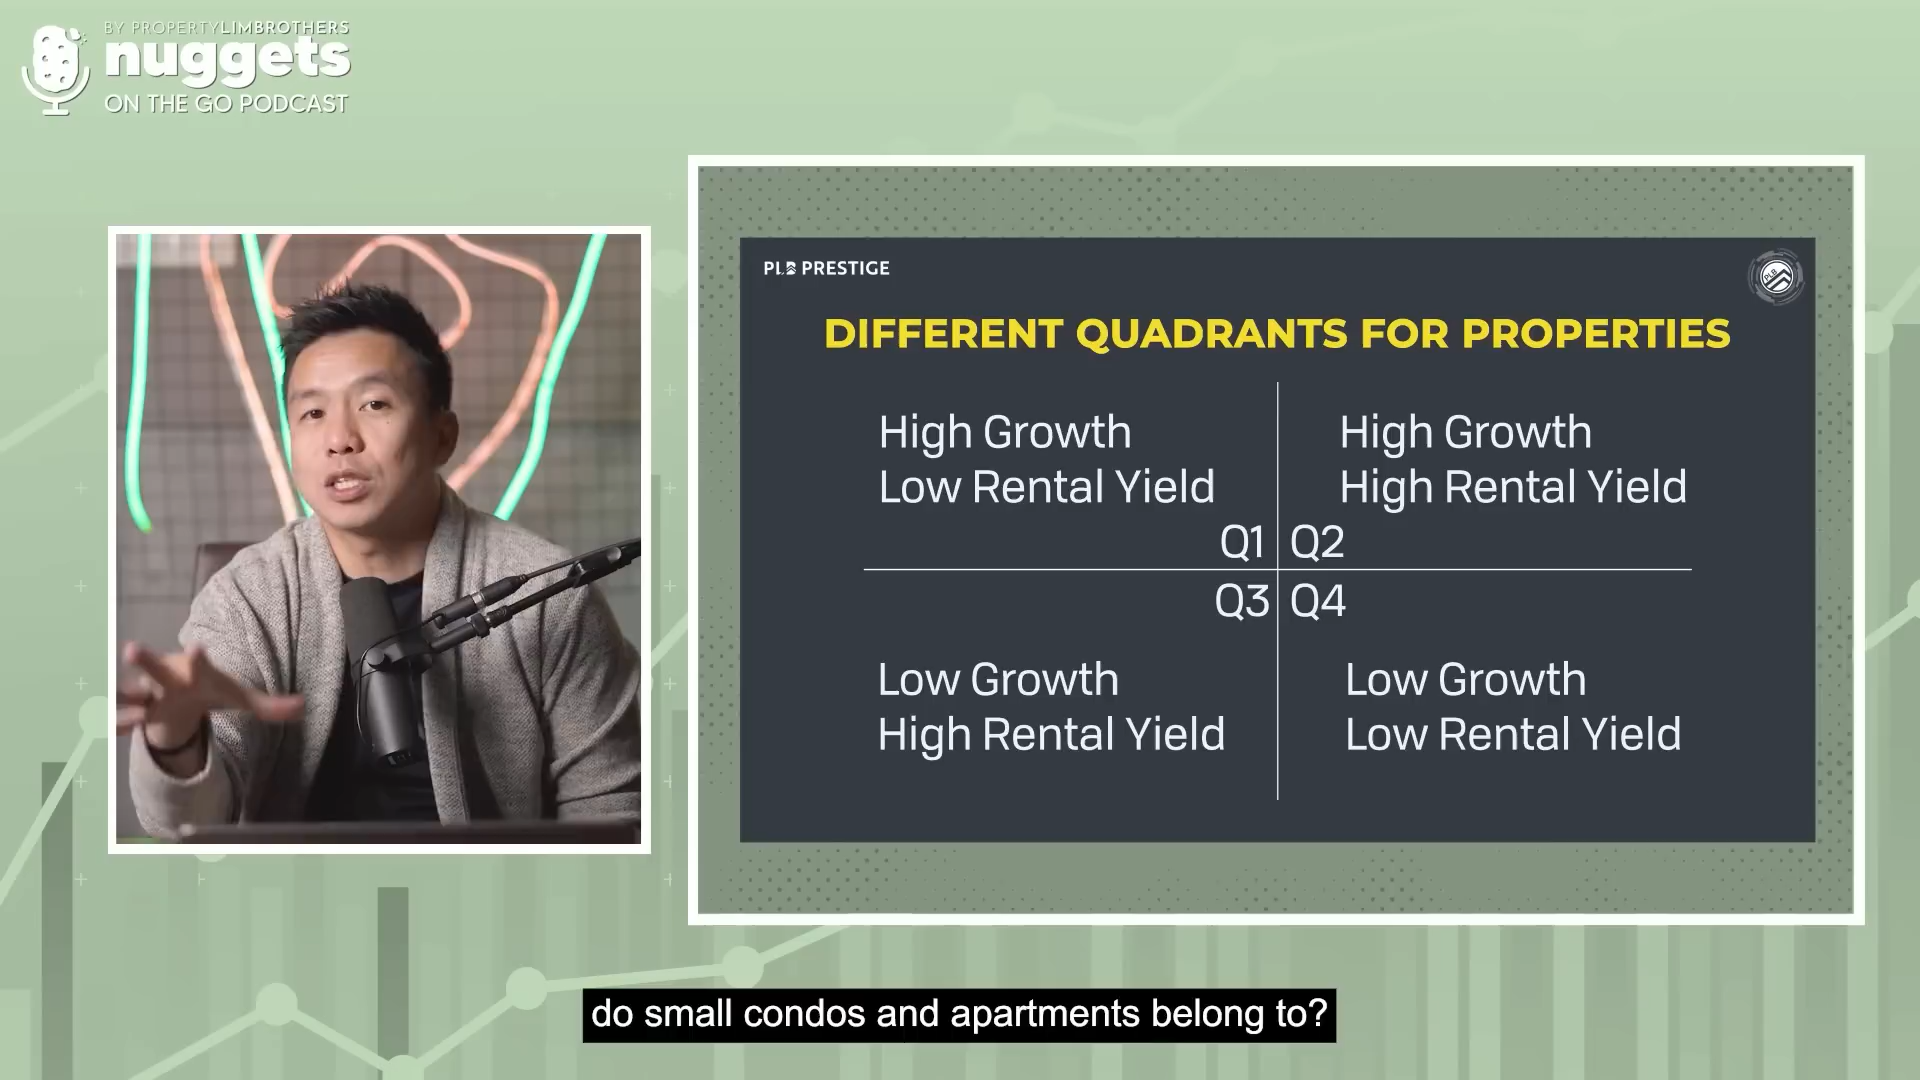 BY PROPERTYLIMBROTHERS
nuggets
ON THE GO PODCAST
PLB PRESTIGE
PLB
DIFFERENT QUADRANTS FOR PROPERTIES
High Growth
Low Rental Yield
High Growth
High Rental Yield
Q1 Q2
Q3 Q4
Low Growth
High Rental Yield
Low Growth
Low Rental Yield
do small condos and apartments belong to?